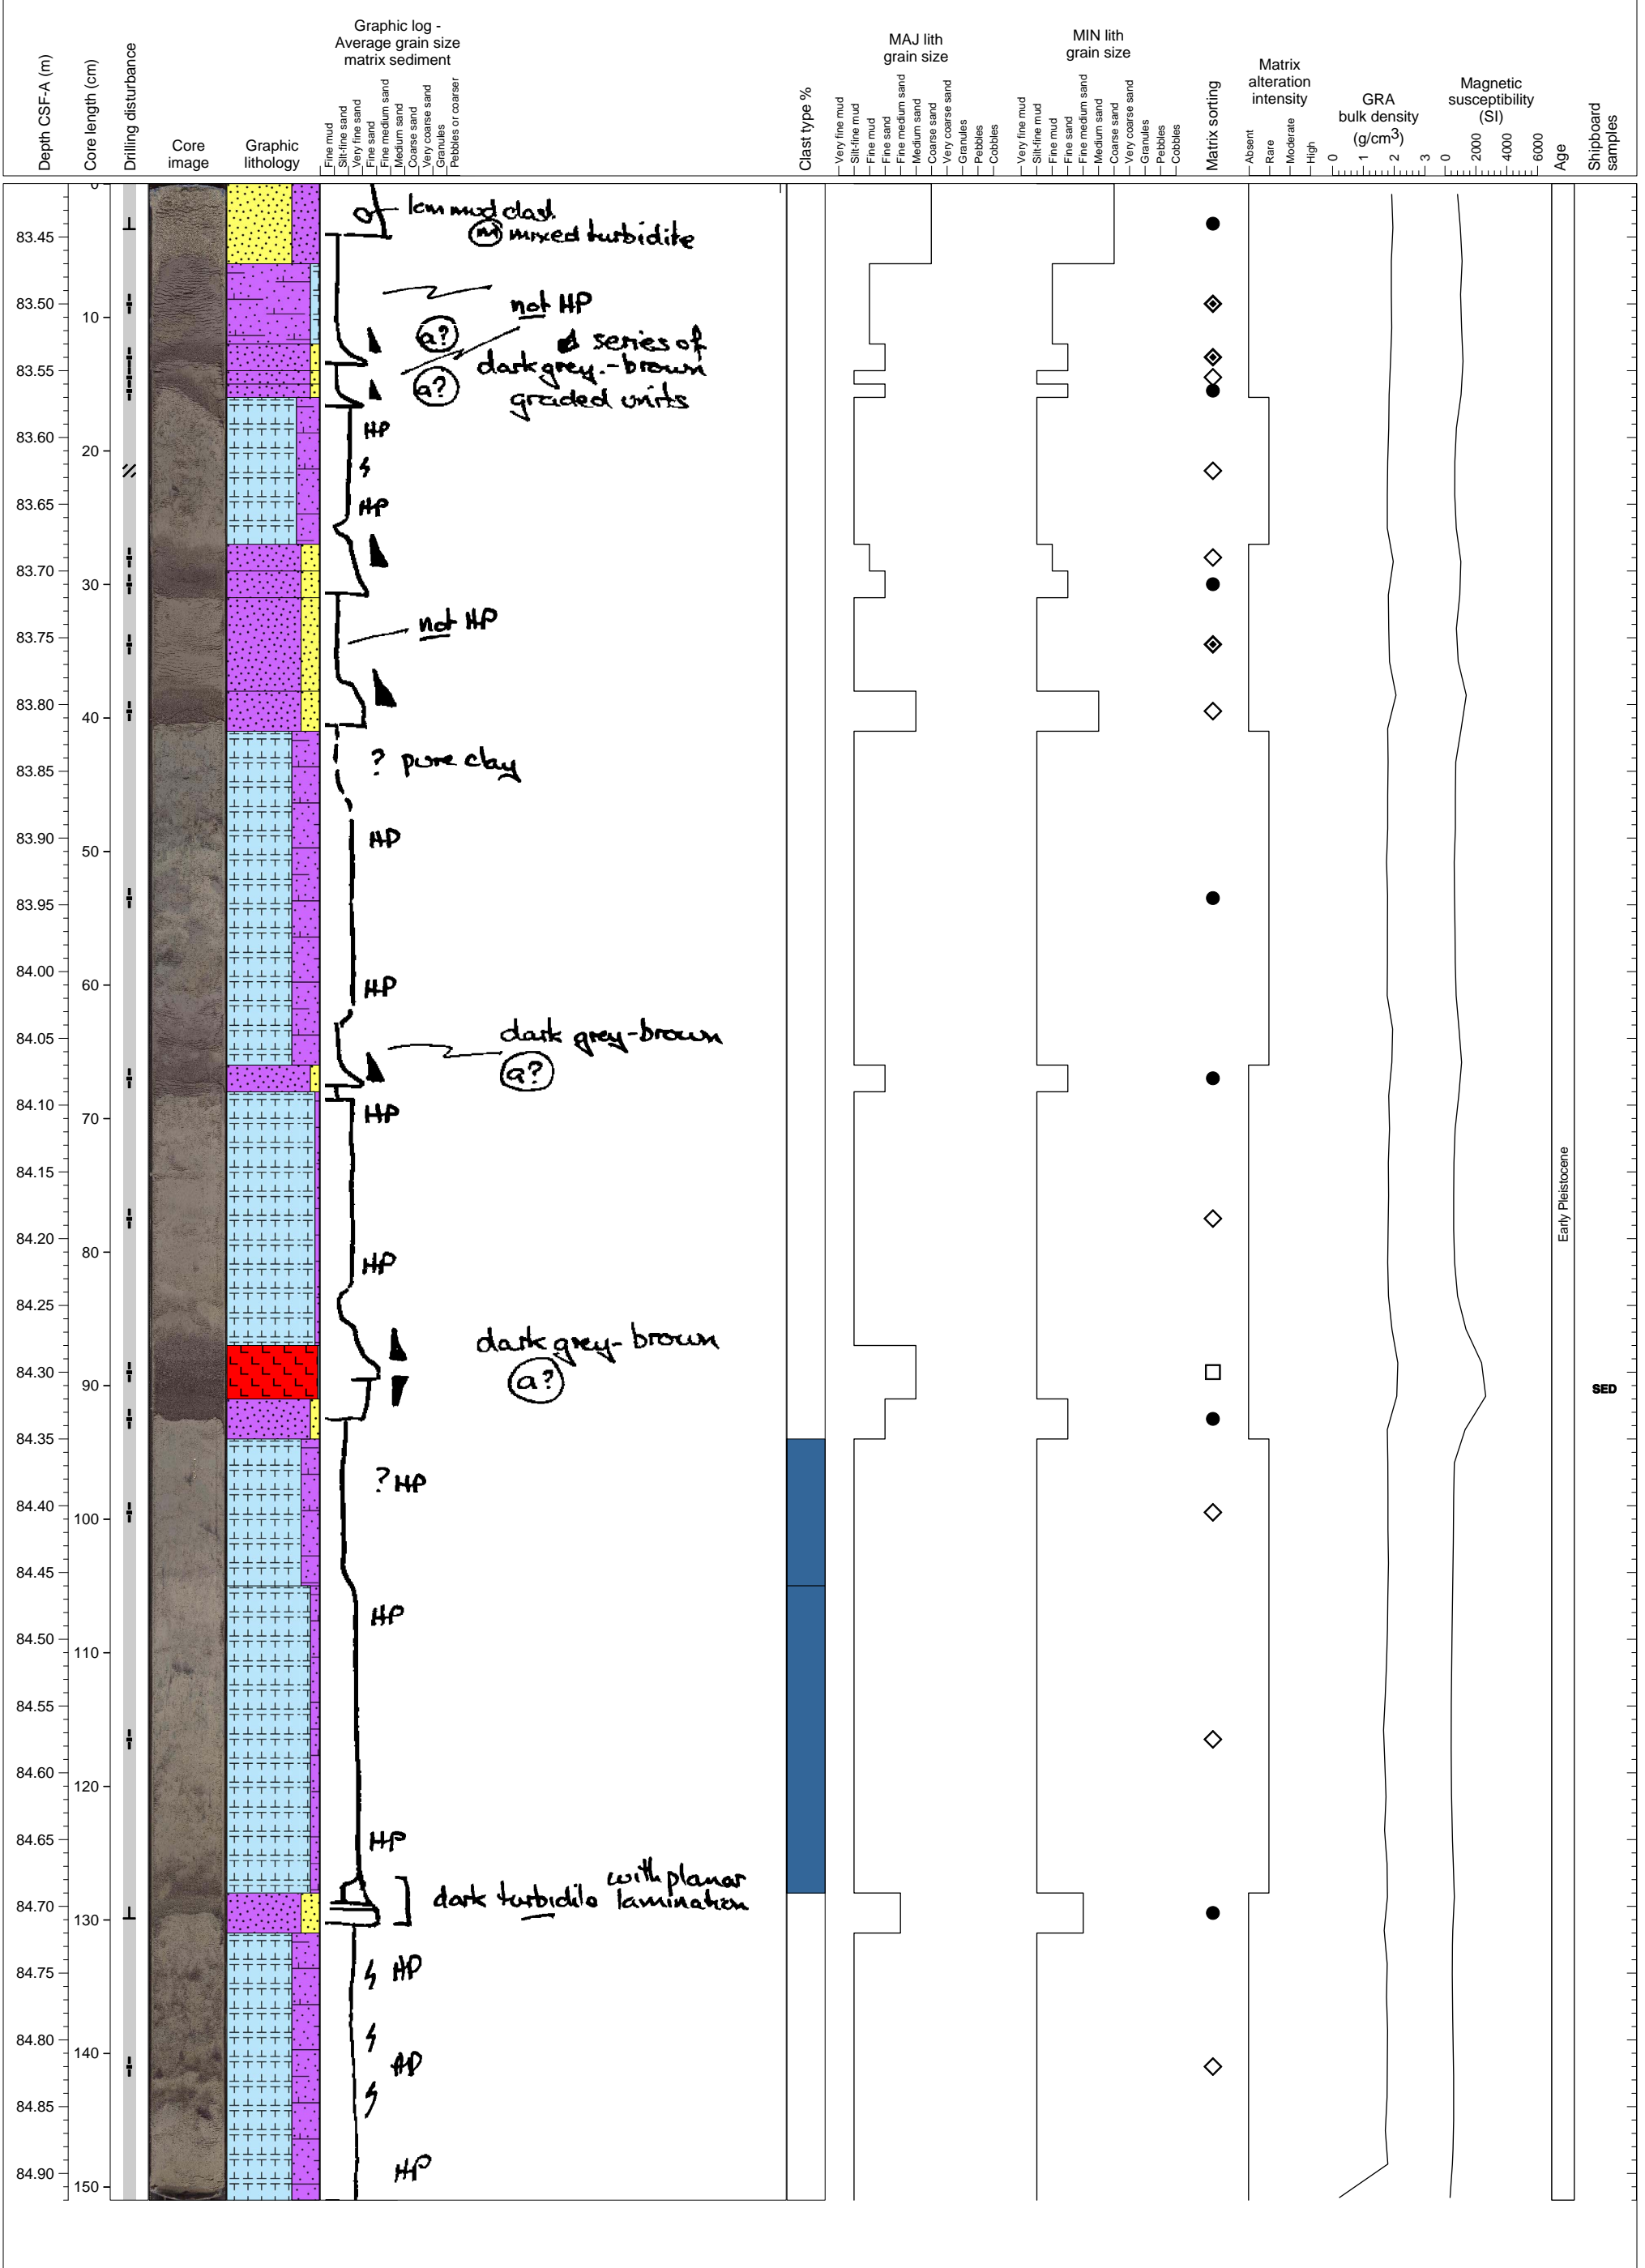 Depth CSF-A (m)
Core length (cm)
Drilling disturbance
Core
image
Graphic
lithology
Graphic log -
Average grain size
matrix sediment
Fine mud
Silt-fine sand
Very fine sand
Fine sand
Fine medium sand
Medium sand
Coarse sand
Very coarse sand
Granules
Pebbles or coarser
Clast type %
MAJ lith
grain size
Very fine mud
Silt-fine mud
Fine mud
Fine sand
Fine medium sand
Medium sand
Coarse sand
Very coarse sand
Granules
Pebbles
Cobbles
MIN lith
grain size
Very fine mud
Silt-fine mud
Fine mud
Fine sand
Fine medium sand
Medium sand
Coarse sand
Very coarse sand
Granules
Pebbles
Cobbles
Matrix sorting
Matrix
alteration
intensity
Absent
Rare
Moderate
High
GRA
bulk density
(g/cm3)
0 1 2 3
Magnetic
susceptibility
(SI)
0 2000 4000 6000
Age
Shipboard
samples
83.45
83.50
83.55
83.60
83.65
83.70
83.75
83.80
83.85
83.90
83.95
84.00
84.05
84.10
84.15
84.20
84.25
84.30
84.35
84.40
84.45
84.50
84.55
84.60
84.65
84.70
84.75
84.80
84.85
84.90
0
10
20
30
40
50
60
70
80
90
100
110
120
130
140
150
1cm mud clast
m mixed turbidite
not HP
a?
series of
a?
dark grey-brown
graded units
HP
HP
not HP
? pure clay
HP
HP
dark grey-brown
a?
HP
HP
dark grey-brown
a?
? HP
HP
HP
with planar
dark turbidite lamination
HP
HP
HP
Early Pleistocene
SED